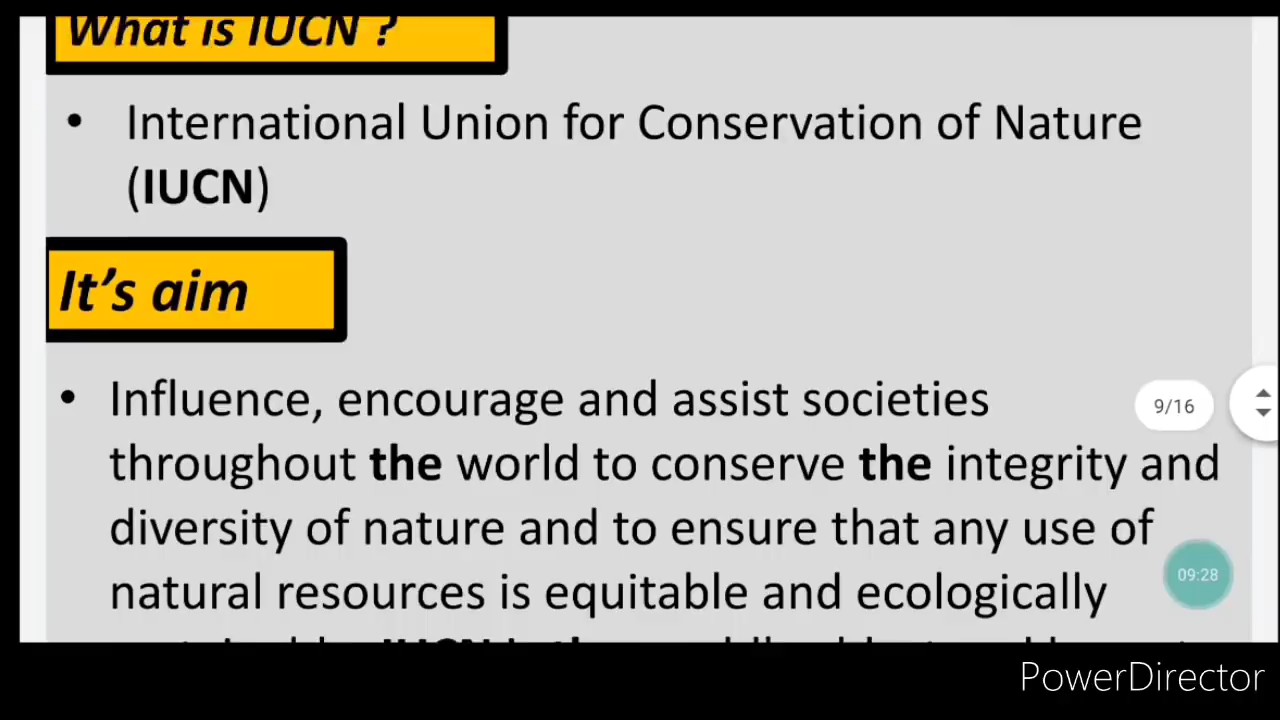 What is IUCN ?
• International Union for Conservation of Nature
(IUCN)
It's aim
• Influence, encourage and assist societies
throughout the world to conserve the integrity and
diversity of nature and to ensure that any use of
natural resources is equitable and ecologically
9/16
09:28
PowerDirector